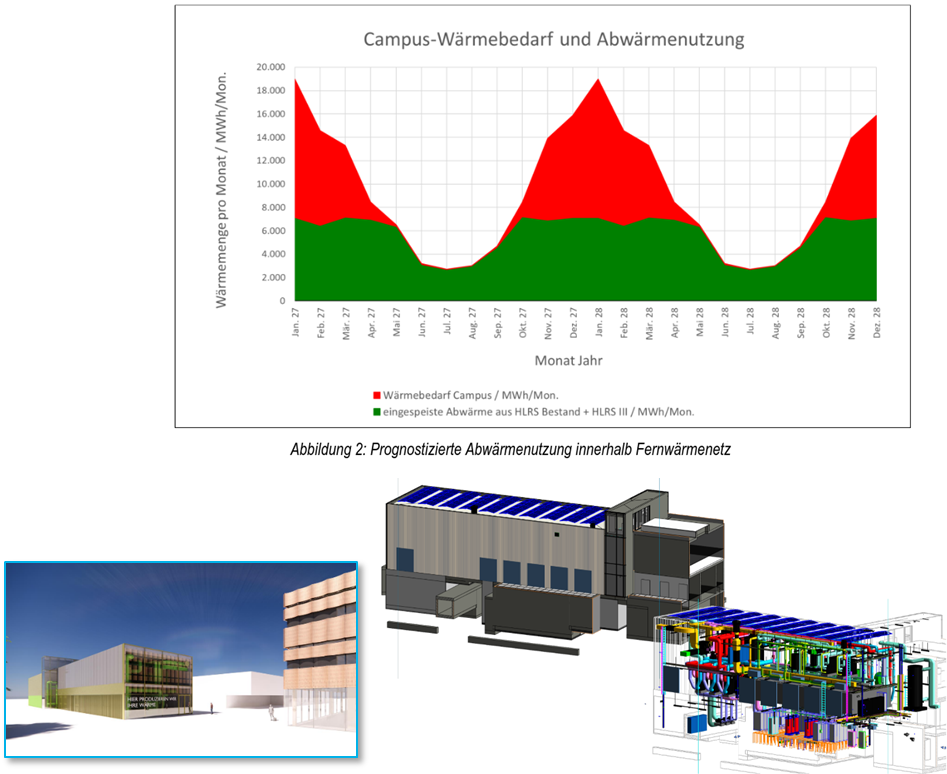 Campus-Wärmebedarf und Abwärmenutzung
Wärmemenge pro Monat / MWh/Mon.
20.000
18.000
16.000
14.000
12.000
10.000
8.000
6.000
4.000
2.000
0
Jan. 27
Feb. 27
Mär. 27
Apr. 27
Mai 27
Jun. 27
Jul. 27
Aug. 27
Sep. 27
Okt. 27
Nov. 27
Dez. 27
Jan. 28
Feb. 28
Mär. 28
Apr. 28
Mai 28
Jun. 28
Jul. 28
Aug. 28
Sep. 28
Okt. 28
Nov. 28
Dez. 28
Monat Jahr
Wärmebedarf Campus / MWh/Mon.
eingespeiste Abwärme aus HLRS Bestand + HLRS III / MWh/Mon.
Abbildung 2: Prognostizierte Abwärmenutzung innerhalb Fernwärmenetz
HIER PRODUZIEREN WIR
IHRE WÄRME